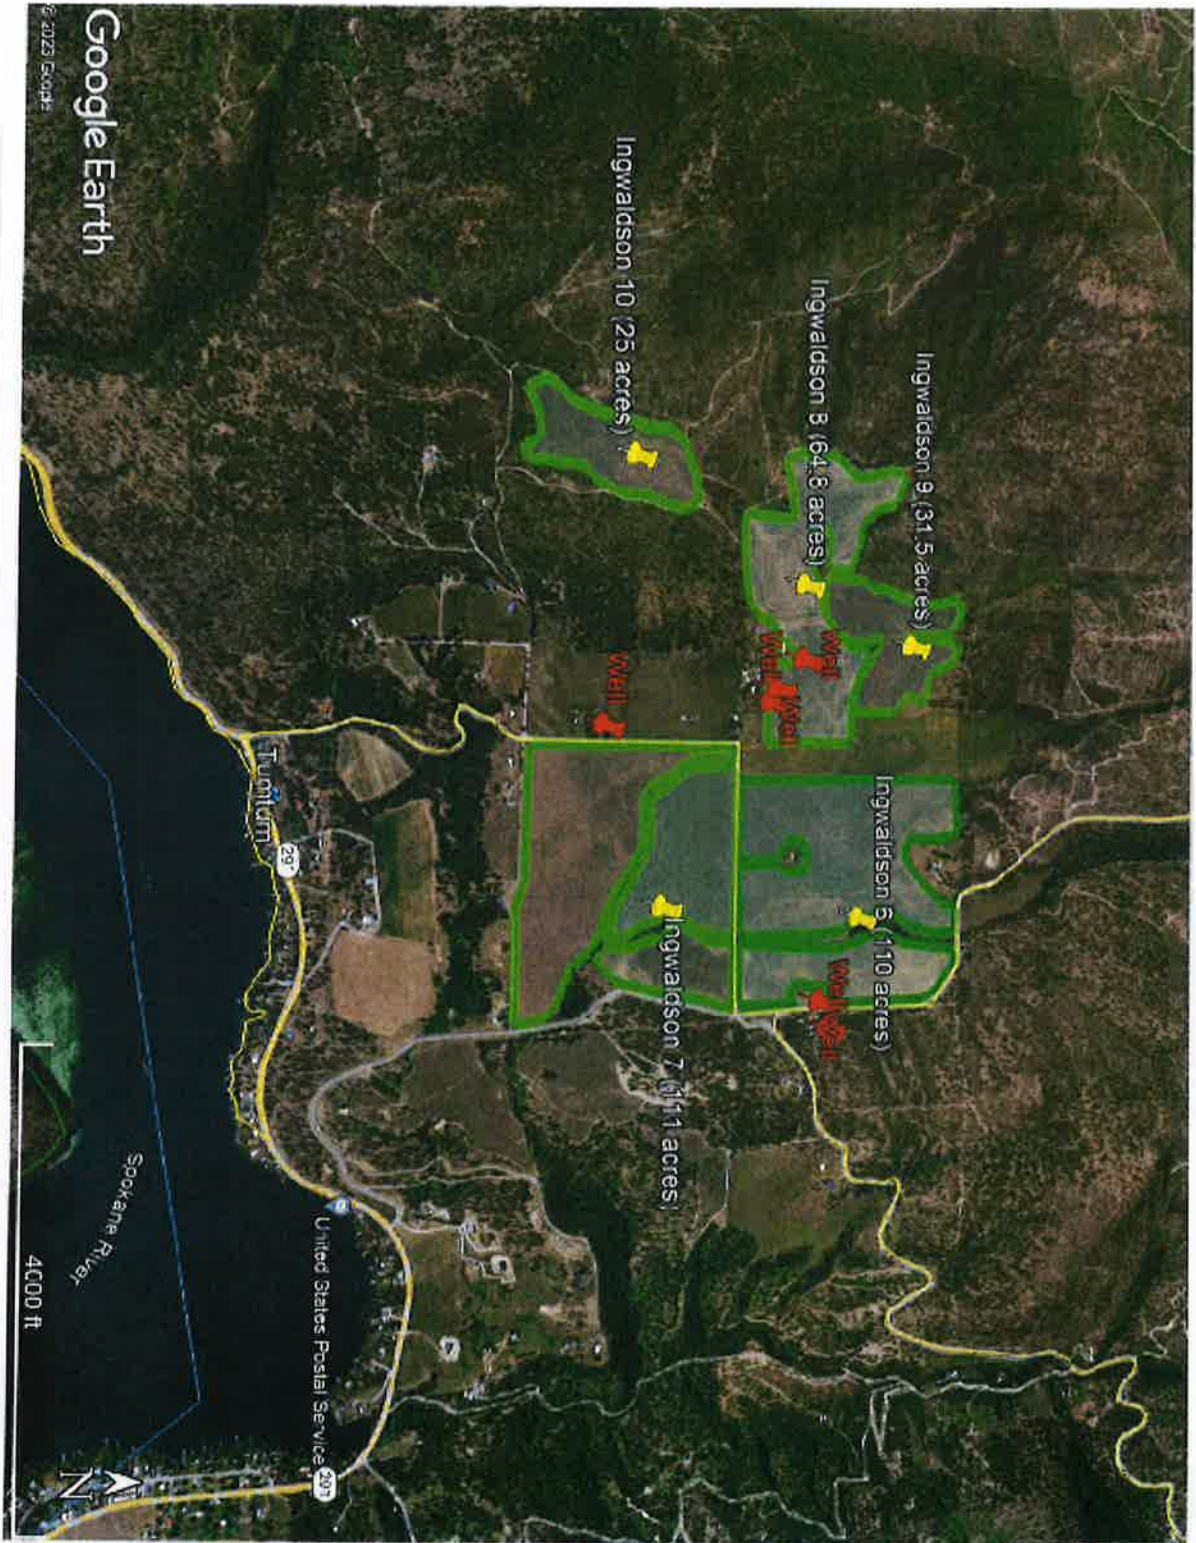 Ingwaldson 9 (31.5 acres)
Ingwaldson (110 acres)
Ingwaldson 8 (64.8 acres)
Well
Well
Well
Well
Well
Ingwaldson 7 (111 acres)
Ingwaldson 10 (25 acres)
Well
United States Postal Service
291
291
Tumtum
Spokane River
Google Earth
© 2023 Google
4000 ft
N